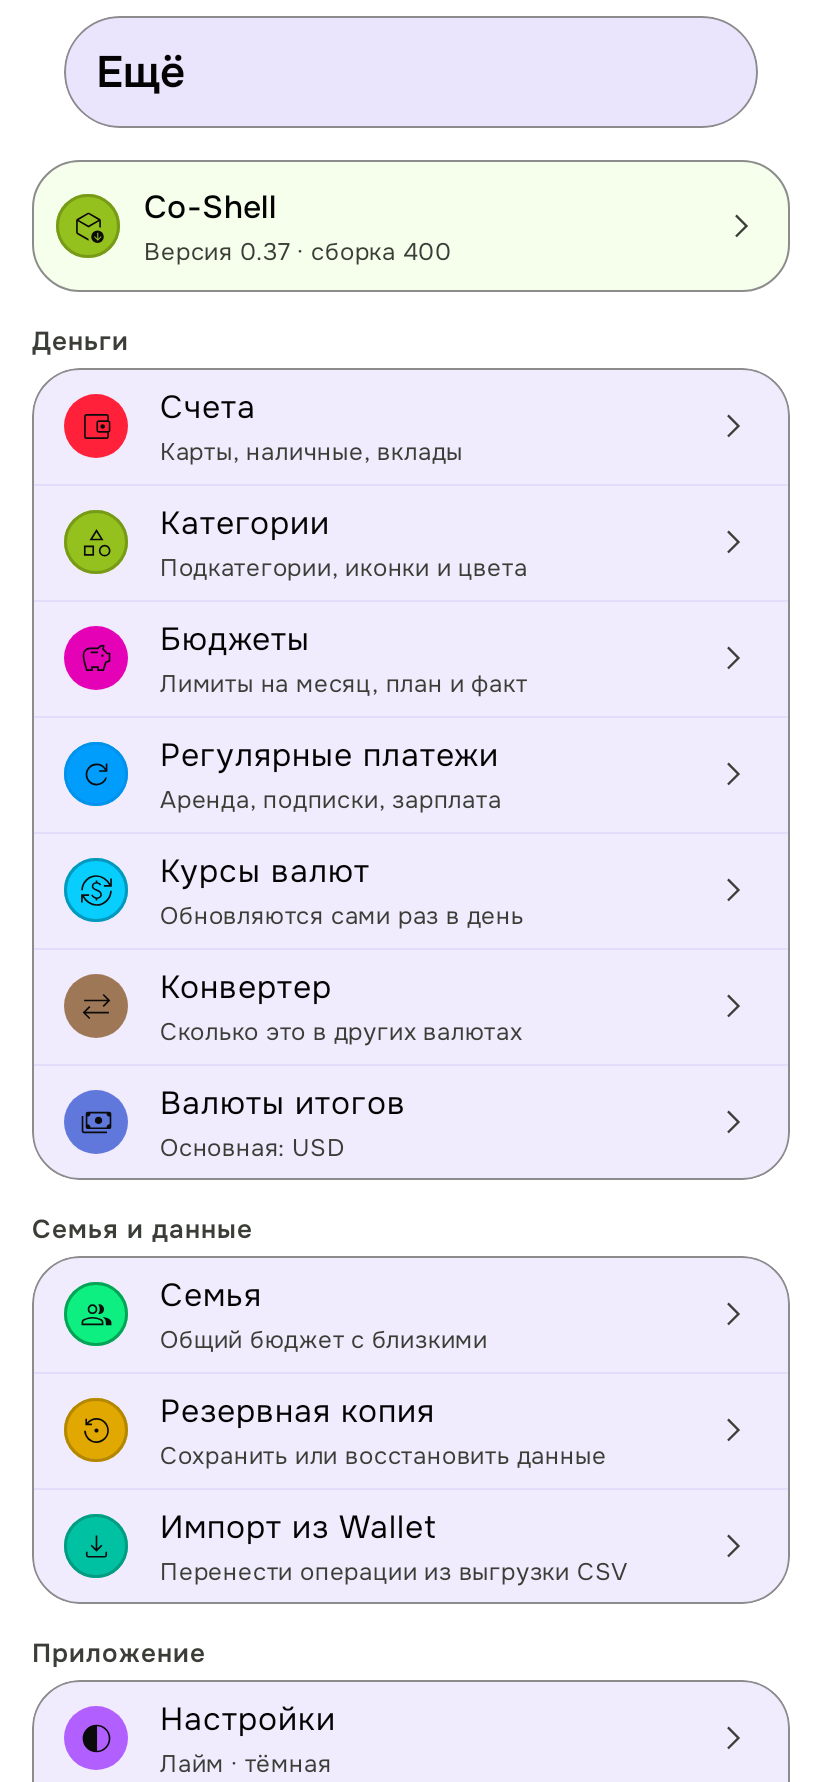 Ещё
Co-Shell
Версия 0.37 · сборка 400
Деньги
Счета
Карты, наличные, вклады
Категории
Подкатегории, иконки и цвета
Бюджеты
Лимиты на месяц, план и факт
Регулярные платежи
Аренда, подписки, зарплата
Курсы валют
Обновляются сами раз в день
Конвертер
Сколько это в других валютах
Валюты итогов
Основная: USD
Семья и данные
Семья
Общий бюджет с близкими
Резервная копия
Сохранить или восстановить данные
Импорт из Wallet
Перенести операции из выгрузки CSV
Приложение
Настройки
Лайм · тёмная